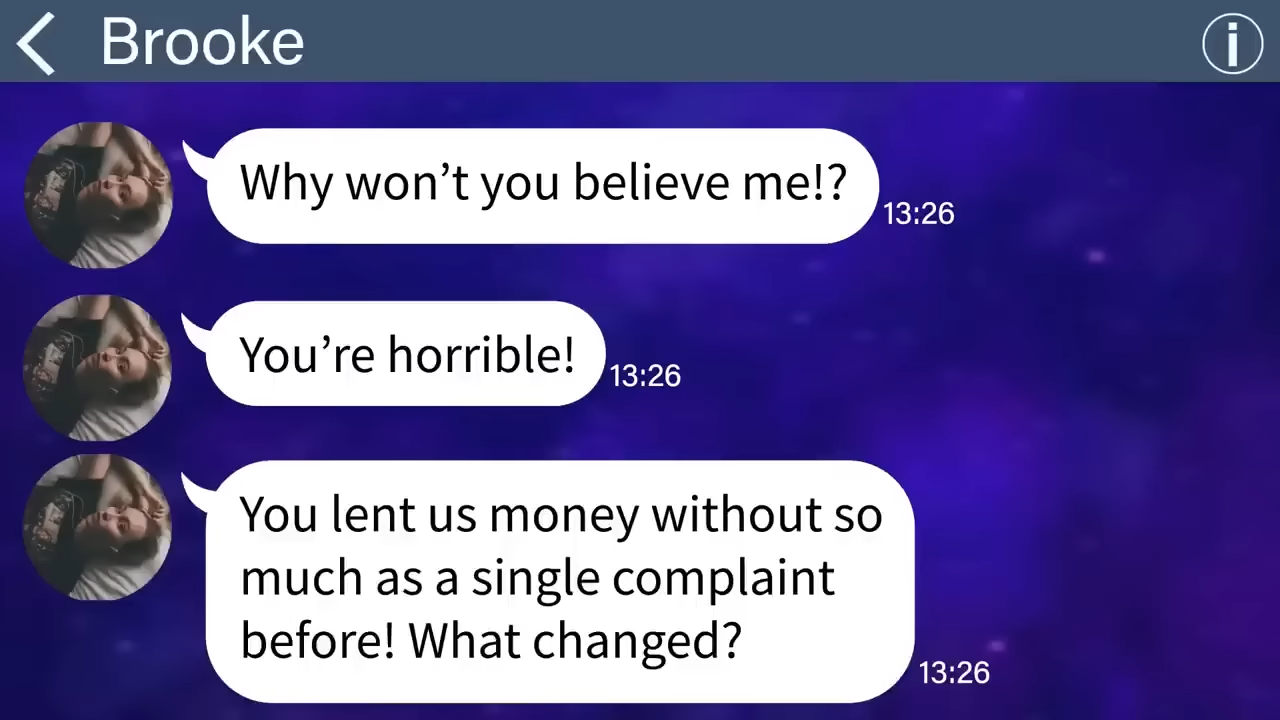 Brooke
Why won’t you believe me!?
13:26
You’re horrible!
13:26
You lent us money without so
much as a single complaint
before! What changed?
13:26